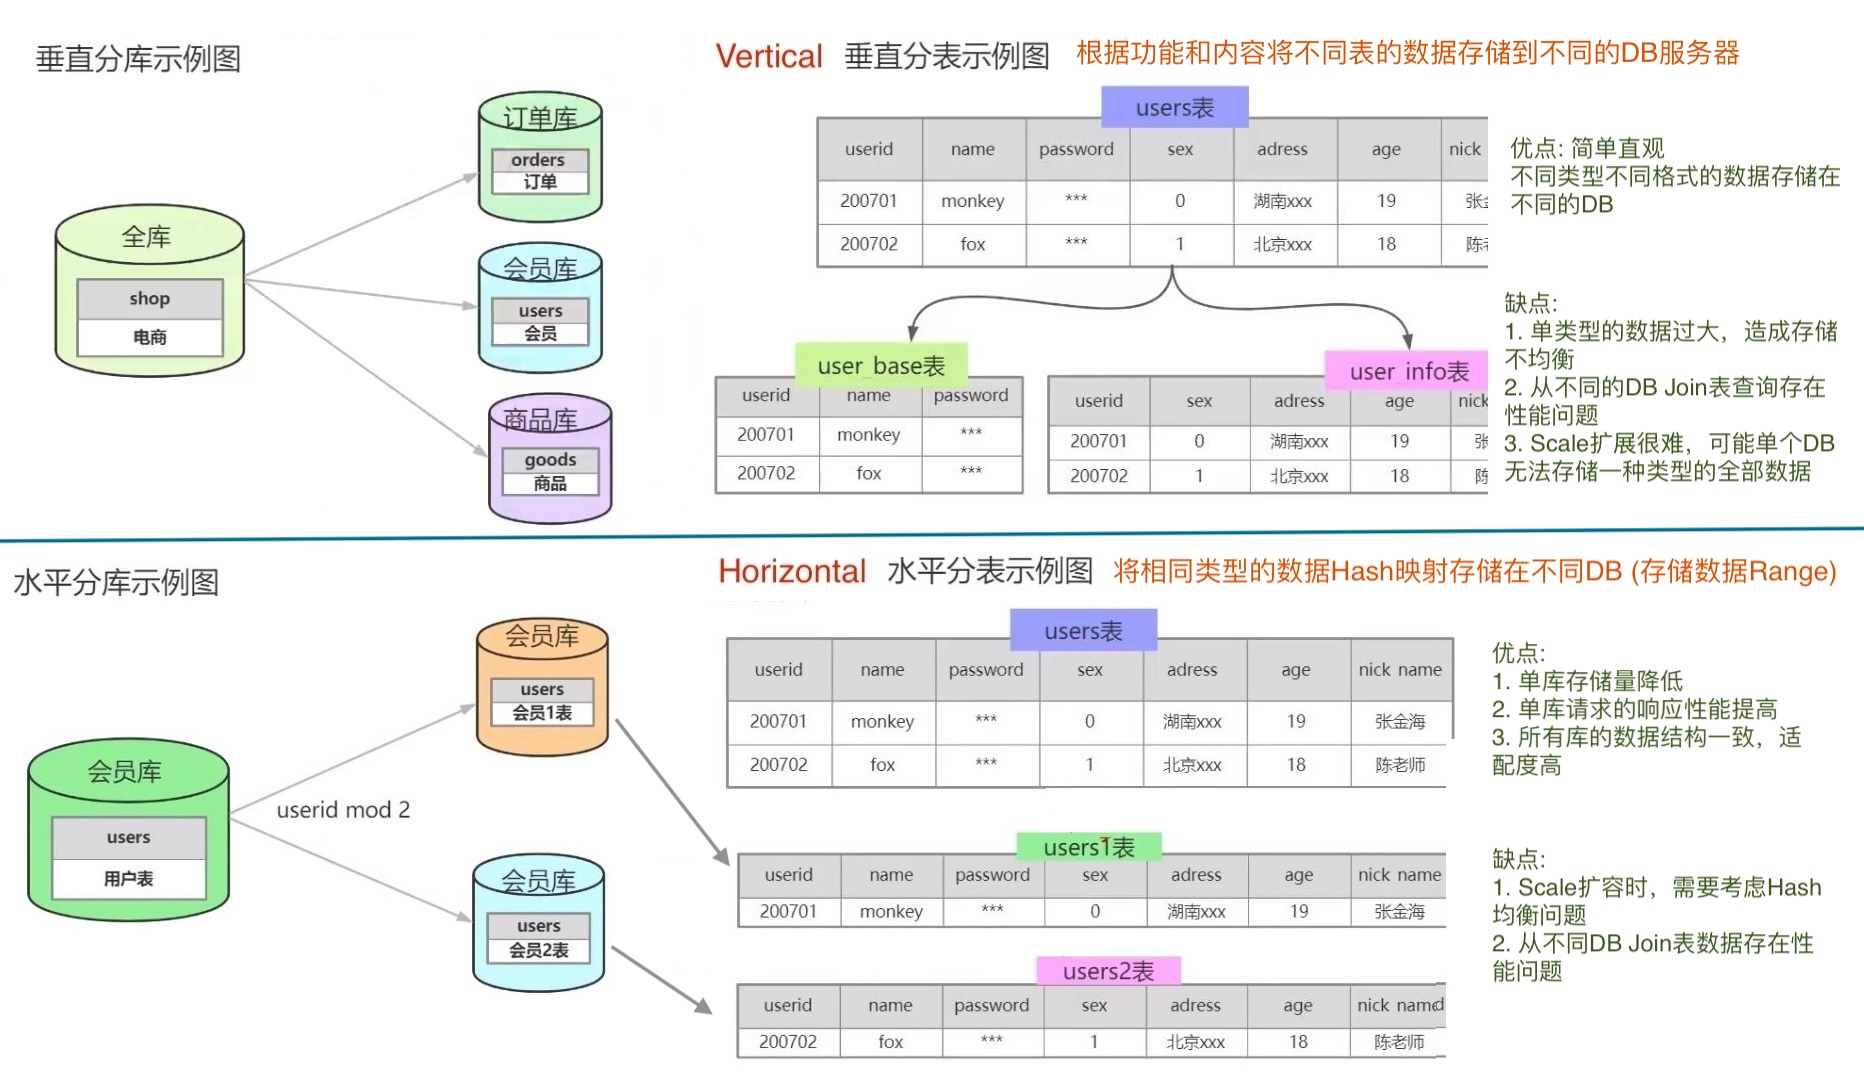 垂直分库示例图
订单库
orders
订单
全库
shop
电商
会员库
users
会员
商品库
goods
商品
Vertical 垂直分表示例图 根据功能和内容将不同表的数据存储到不同的DB服务器
users表
userid name password sex adress age nick
200701 monkey *** 0 湖南xxx 19 张
200702 fox *** 1 北京xxx 18 陈
user_base表
userid name password
200701 monkey ***
200702 fox ***
user_info表
userid sex adress age nick
200701 0 湖南xxx 19 张
200702 1 北京xxx 18 陈
优点: 简单直观
不同类型不同格式的数据存储在
不同的DB
缺点:
1. 单类型的数据过大，造成存储
不均衡
2. 从不同的DB Join表查询存在
性能问题
3. Scale扩展很难，可能单个DB
无法存储一种类型的全部数据
水平分库示例图
会员库
users
用户表
userid mod 2
会员库
users
会员1表
会员库
users
会员2表
Horizontal 水平分表示例图 将相同类型的数据Hash映射存储在不同DB (存储数据Range)
users表
userid name password sex adress age nick name
200701 monkey *** 0 湖南xxx 19 张金海
200702 fox *** 1 北京xxx 18 陈老师
users1表
userid name password sex adress age nick name
200701 monkey *** 0 湖南xxx 19 张金海
users2表
userid name password sex adress age nick name
200702 fox *** 1 北京xxx 18 陈老师
优点:
1. 单库存储量降低
2. 单库请求的响应性能提高
3. 所有库的数据结构一致，适
配度高
缺点:
1. Scale扩容时，需要考虑Hash
均衡问题
2. 从不同DB Join表数据存在性
能问题